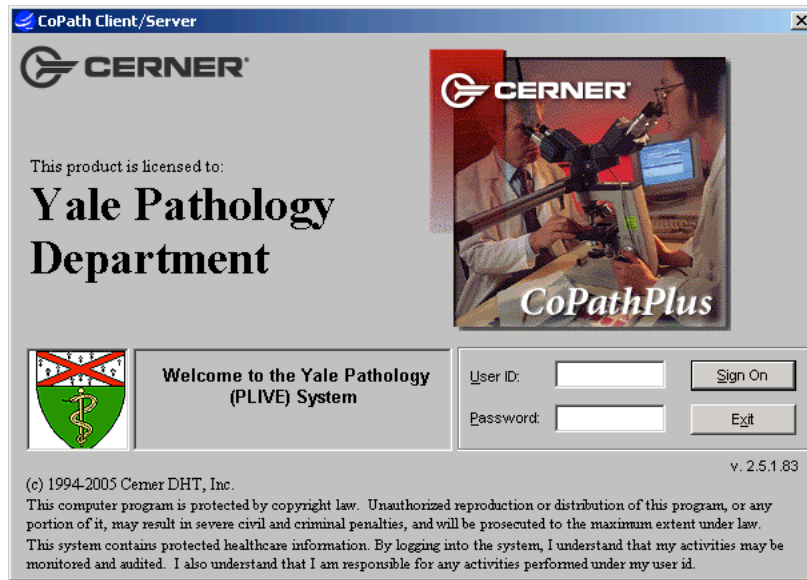 CoPath Client/Server
CERNER
CERNER
This product is licensed to:
Yale Pathology
Department
CoPathPlus
Welcome to the Yale Pathology
(PLIVE) System
User ID:
Sign On
Password:
Exit
v. 2.5.1.83
(c) 1994-2005 Cerner DHT, Inc.
This computer program is protected by copyright law. Unauthorized reproduction or distribution of this program, or any
portion of it, may result in severe civil and criminal penalties, and will be prosecuted to the maximum extent under law.
This system contains protected healthcare information. By logging into the system, I understand that my activities may be
monitored and audited. I also understand that I am responsible for any activities performed under my user id.